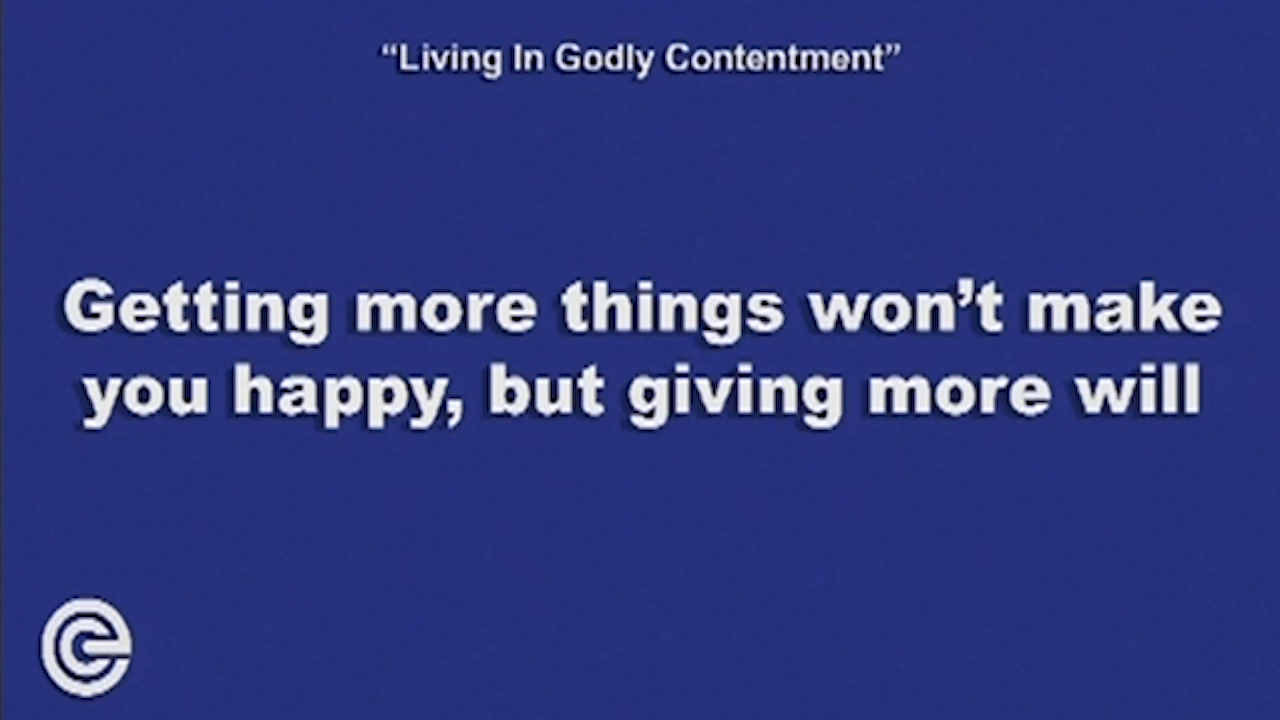 “Living In Godly Contentment”
Getting more things won’t make
you happy, but giving more will